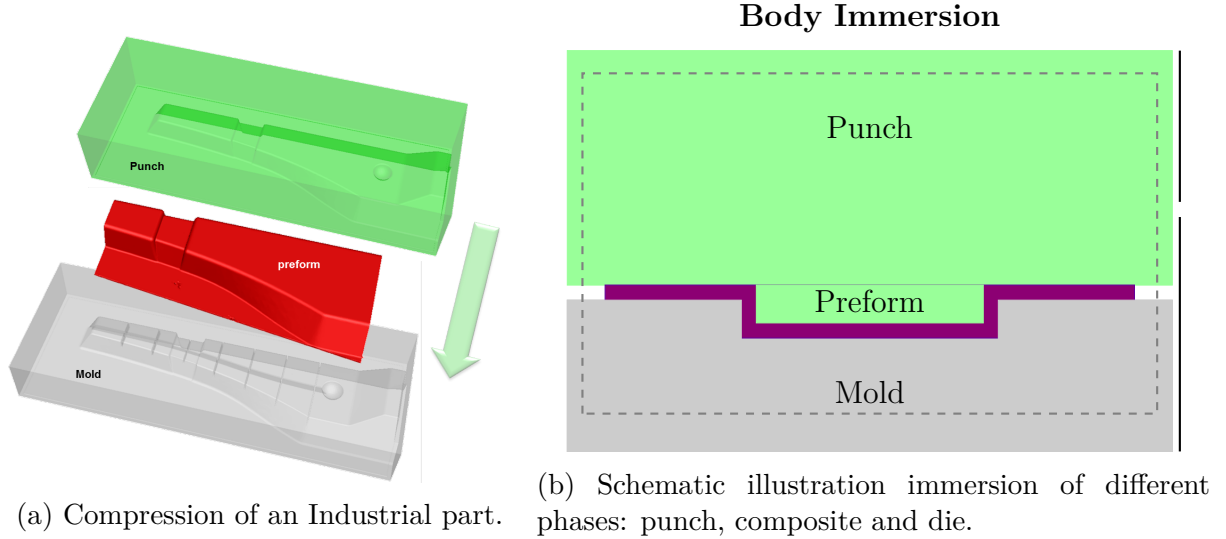 Body Immersion
Punch
preform
Mold
Punch
Preform
Mold
(a) Compression of an Industrial part.
(b) Schematic illustration immersion of different
phases: punch, composite and die.